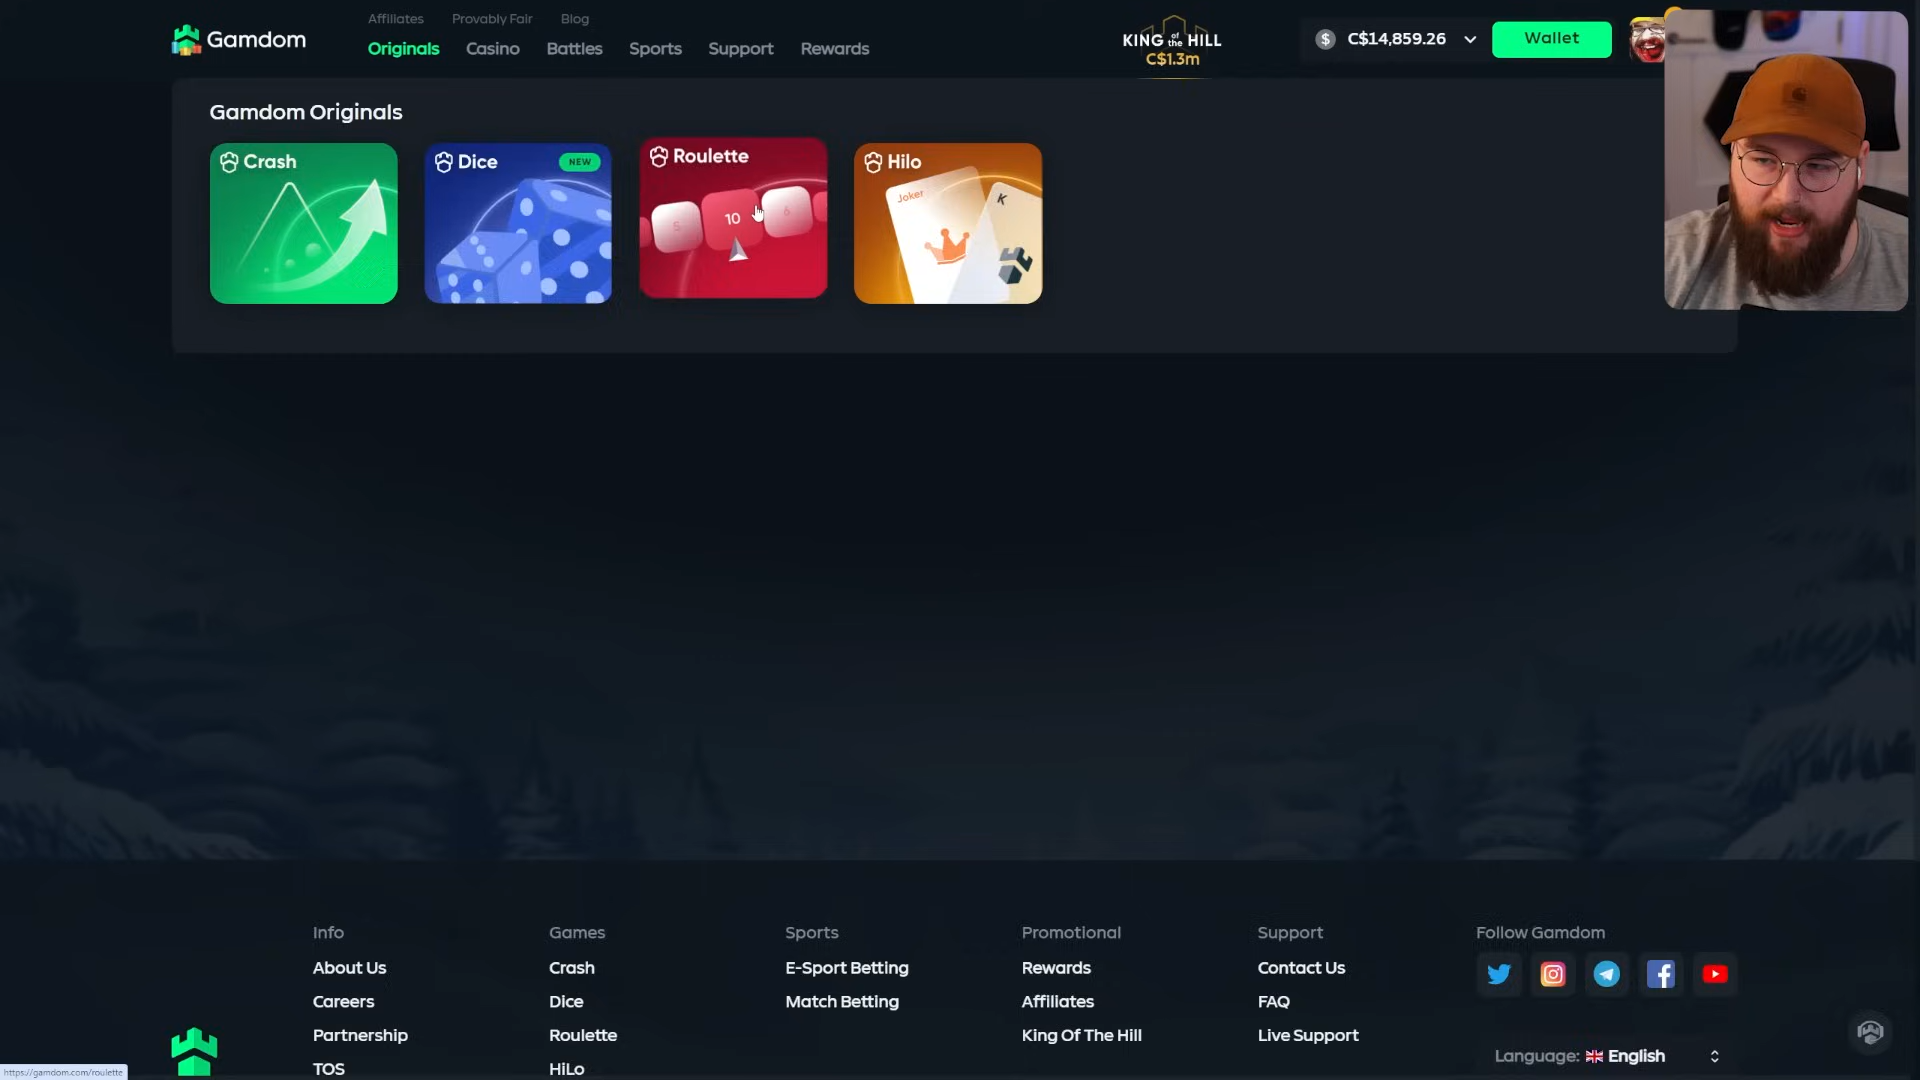 Affiliates Provably Fair Blog
Gamdom
Originals Casino Battles Sports Support Rewards
KING of the HILL
C$1.3m
$ C$14,859.26
Wallet
Gamdom Originals
Crash
Dice
NEW
Roulette
Hilo
5
10
6
Joker
K
Info
About Us
Careers
Partnership
TOS
Games
Crash
Dice
Roulette
HiLo
Sports
E-Sport Betting
Match Betting
Promotional
Rewards
Affiliates
King Of The Hill
Support
Contact Us
FAQ
Live Support
Follow Gamdom
Language: English
https://gamdom.com/roulette